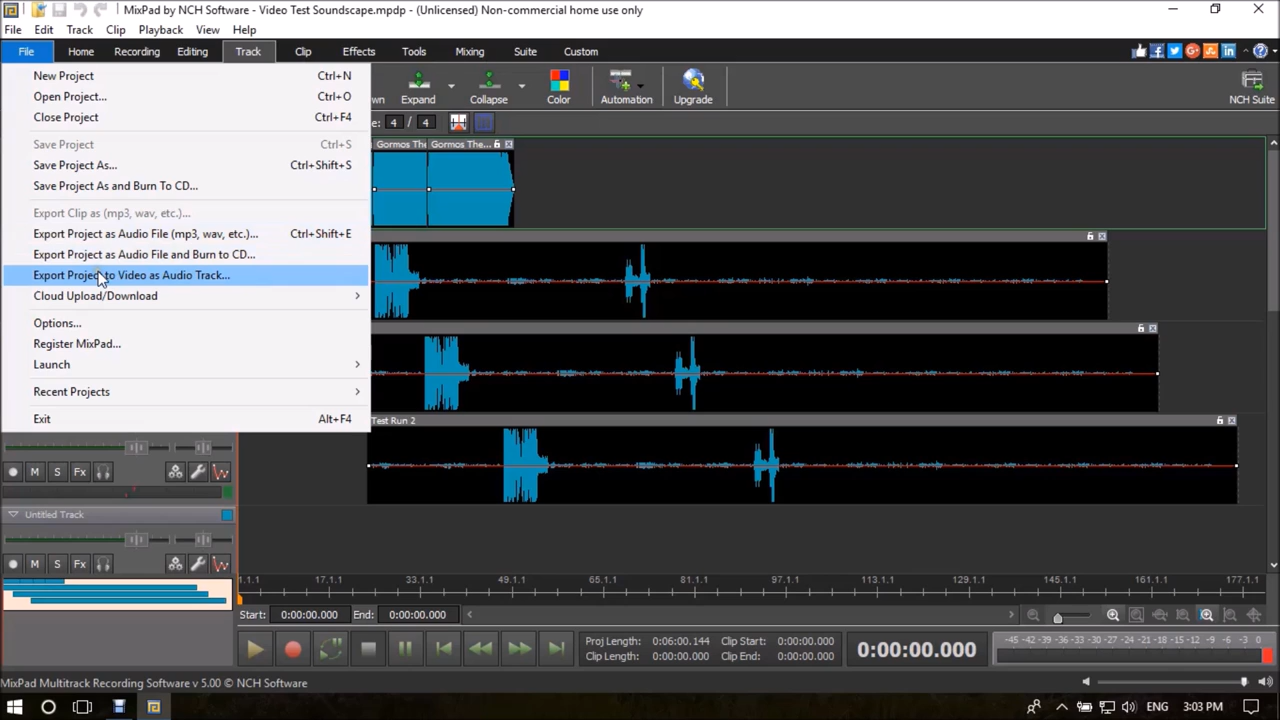 MixPad by NCH Software - Video Test Soundscape.mpdp - (Unlicensed) Non-commercial home use only
File Edit Track Clip Playback View Help
File Home Recording Editing Track Clip Effects Tools Mixing Suite Custom
New Project Ctrl+N
Open Project... Ctrl+O
Close Project Ctrl+F4
Save Project Ctrl+S
Save Project As... Ctrl+Shift+S
Save Project As and Burn To CD...
Export Clip as (mp3, wav, etc.)...
Export Project as Audio File (mp3, wav, etc.)... Ctrl+Shift+E
Export Project as Audio File and Burn to CD...
Export Project to Video as Audio Track...
Cloud Upload/Download
Options...
Register MixPad...
Launch
Recent Projects
Exit Alt+F4
Expand Collapse Color Automation Upgrade NCH Suite
4 / 4
Gormos The... 
Test Run 2
M S Fx
Untitled Track
M S Fx
17.1.1 33.1.1 49.1.1 65.1.1 81.1.1 97.1.1 113.1.1 129.1.1 145.1.1 161.1.1 177.1.1
Start: 0:00:00.000 End: 0:00:00.000
Proj Length: 0:06:00.144 Clip Start: 0:00:00.000
Clip Length: 0:00:00.000 Clip End: 0:00:00.000
0:00:00.000
-45 -42 -39 -36 -33 -30 -27 -24 -21 -18 -15 -12 -9 -6 -3 0
MixPad Multitrack Recording Software v 5.00 © NCH Software
ENG 3:03 PM